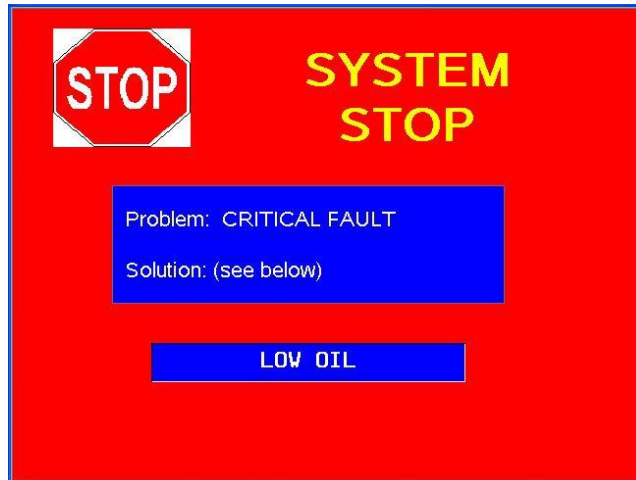 STOP
SYSTEM
STOP
Problem: CRITICAL FAULT
Solution: (see below)
LOW OIL